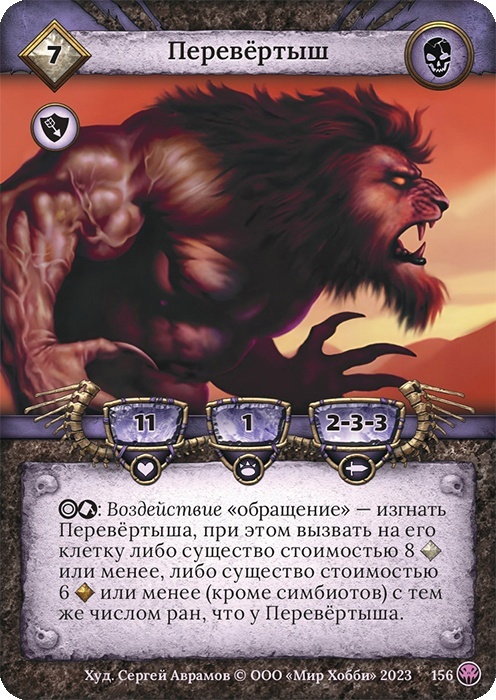 7
Перевёртыш
11
1
2-3-3
: Воздействие «обращение» — изгнать
Перевёртыша, при этом вызвать на его
клетку либо существо стоимостью 8
или менее, либо существо стоимостью
6 или менее (кроме симбиотов) с тем
же числом ран, что у Перевёртыша.
Худ. Сергей Аврамов © ООО «Мир Хобби» 2023
156